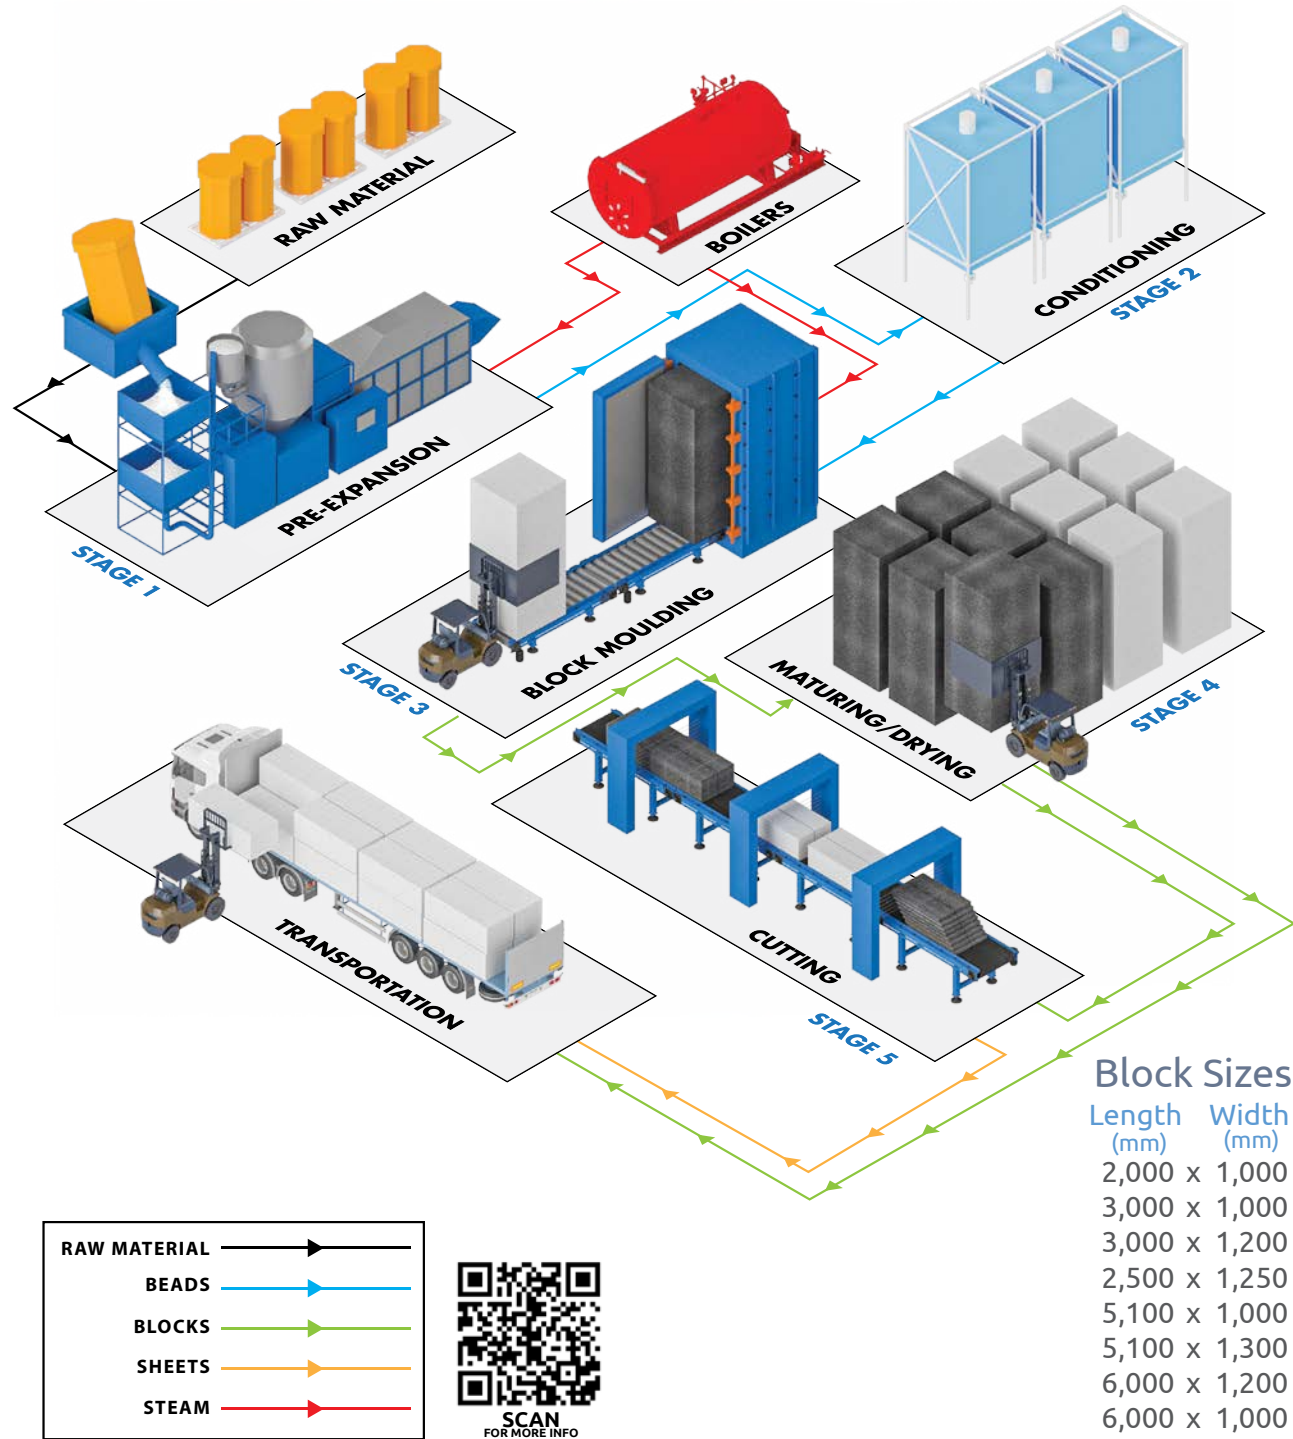 RAW MATERIAL
BOILERS
CONDITIONING
STAGE 2
PRE-EXPANSION
STAGE 1
BLOCK MOULDING
STAGE 3
MATURING/DRYING
STAGE 4
TRANSPORTATION
CUTTING
STAGE 5
Block Sizes
Length Width
(mm) (mm)
2,000 x 1,000
3,000 x 1,000
3,000 x 1,200
2,500 x 1,250
5,100 x 1,000
5,100 x 1,300
6,000 x 1,200
6,000 x 1,000
RAW MATERIAL
BEADS
BLOCKS
SHEETS
STEAM
SCAN
FOR MORE INFO